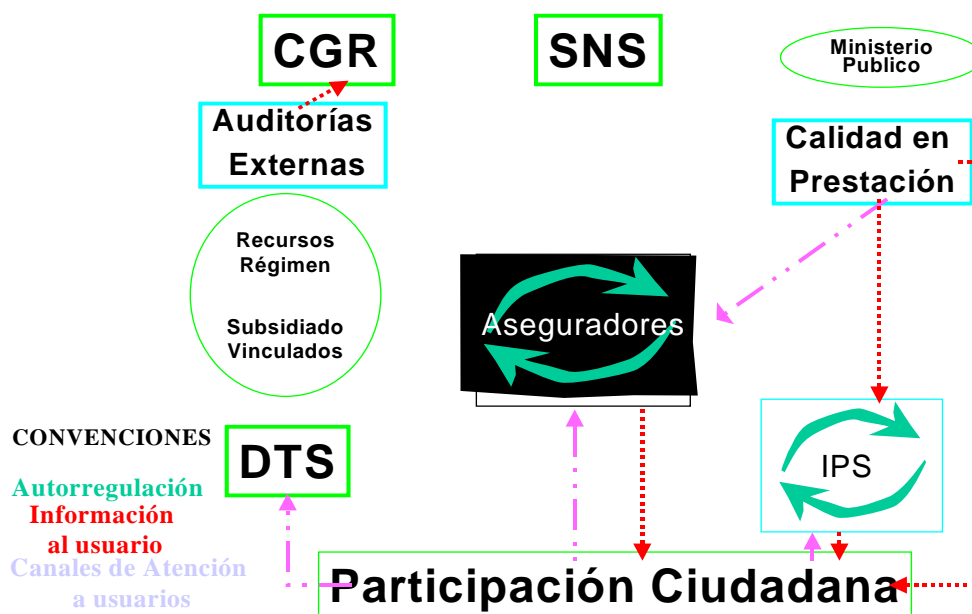 CGR
SNS
Ministerio
Publico
Auditorías
Externas
Calidad en
Prestación
Recursos
Régimen
Subsidiado
Vinculados
Aseguradores
CONVENCIONES
DTS
IPS
Autorregulación
Información
al usuario
Canales de Atención
a usuarios
Participación Ciudadana